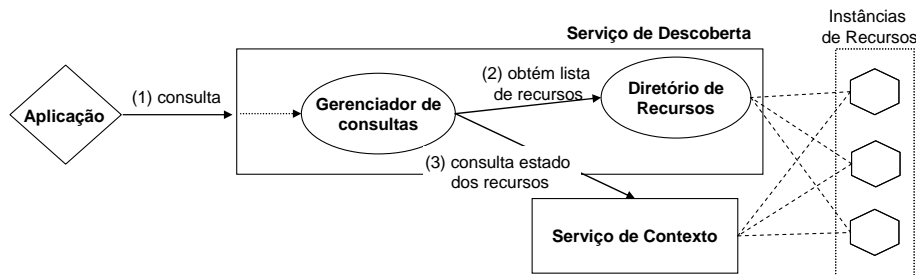 Instâncias
de Recursos
Serviço de Descoberta
(2) obtém lista
de recursos
Diretório de
Recursos
(1) consulta
Aplicação
Gerenciador de
consultas
(3) consulta estado
dos recursos
Serviço de Contexto